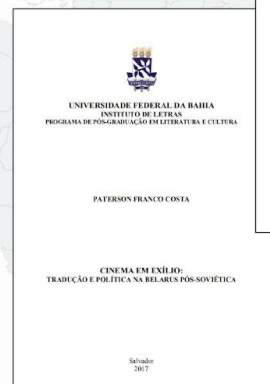 UNIVERSIDADE FEDERAL DA BAHIA
INSTITUTO DE LETRAS
PROGRAMA DE PÓS-GRADUAÇÃO EM LITERATURA E CULTURA
PATERSON FRANCO COSTA
CINEMA EM EXÍLIO:
TRADUÇÃO E POLÍTICA NA BELARUS PÓS-SOVIÉTICA
Salvador
2017